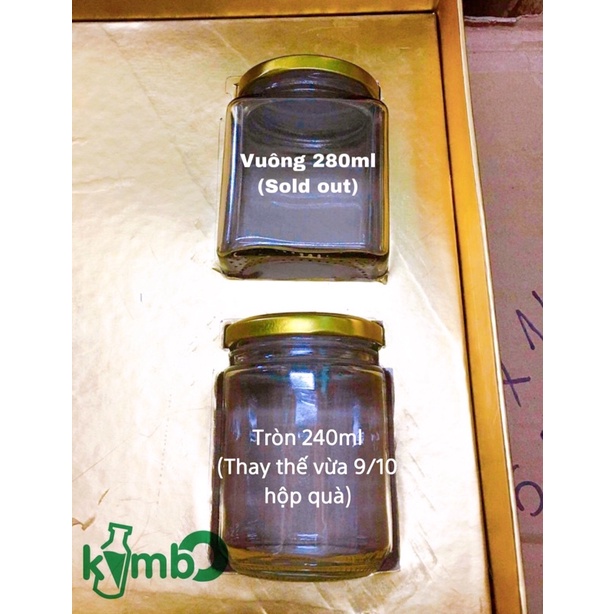 Vuông 280ml
(Sold out)
Tròn 240ml
(Thay thế vừa 9/10
hộp quà)
kimbo